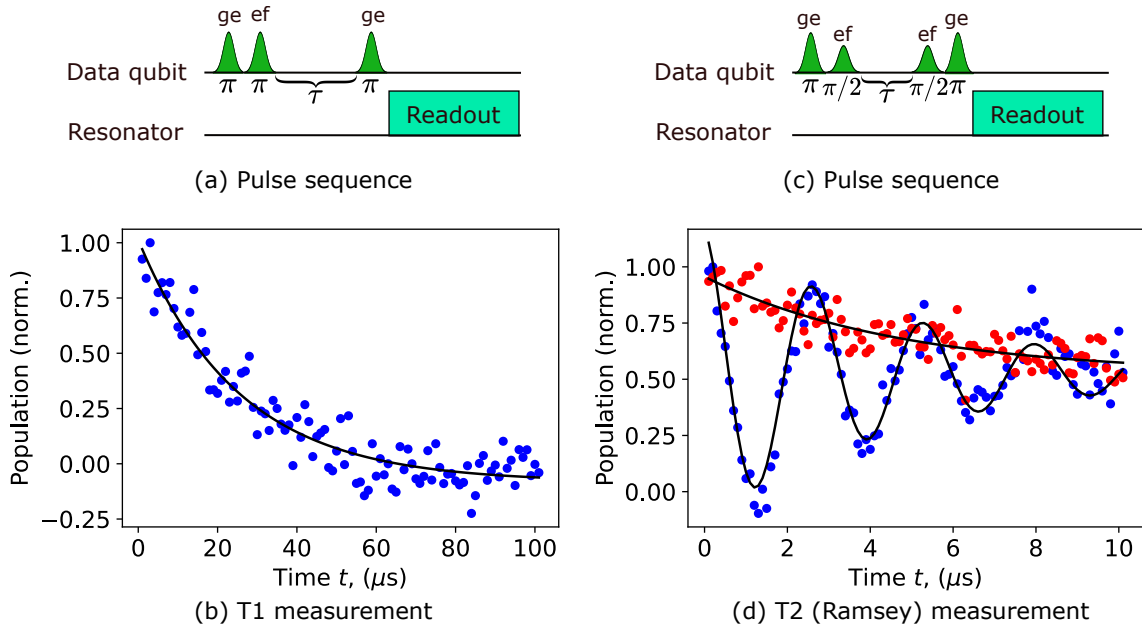 ge ef ge
Data qubit
π π τ π
Resonator
Readout
(a) Pulse sequence
ge ef ef ge
Data qubit
π π/2 τ π/2 π
Resonator
Readout
(c) Pulse sequence
Population (norm.)
1.00
0.75
0.50
0.25
0.00
−0.25
0 20 40 60 80 100
Time t, (μs)
(b) T1 measurement
Population (norm.)
1.00
0.75
0.50
0.25
0.00
0 2 4 6 8 10
Time t, (μs)
(d) T2 (Ramsey) measurement